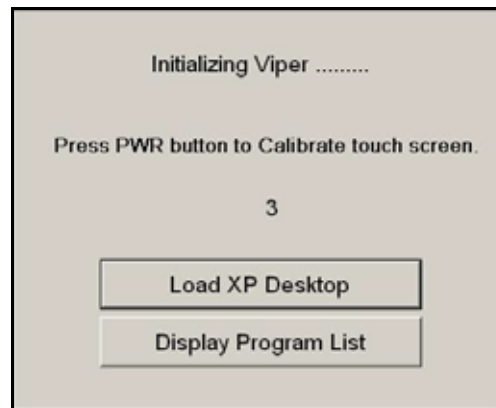 Initializing Viper .........
Press PWR button to Calibrate touch screen.
3
Load XP Desktop
Display Program List